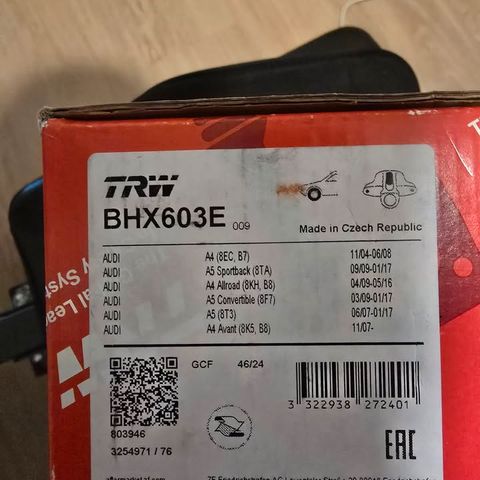 TRW
BHX603E 009
Made in Czech Republic
AUDI A4 (8EC, B7) 11/04-06/08
AUDI A5 Sportback (8TA) 09/09-01/17
AUDI A4 Allroad (8KH, B8) 04/09-05/16
AUDI A5 Convertible (8F7) 03/09-01/17
AUDI A5 (8T3) 06/07-01/17
AUDI A4 Avant (8K5, B8) 11/07-
GCF 46/24
3 322938 272401
803946
3254971 / 76
EAC